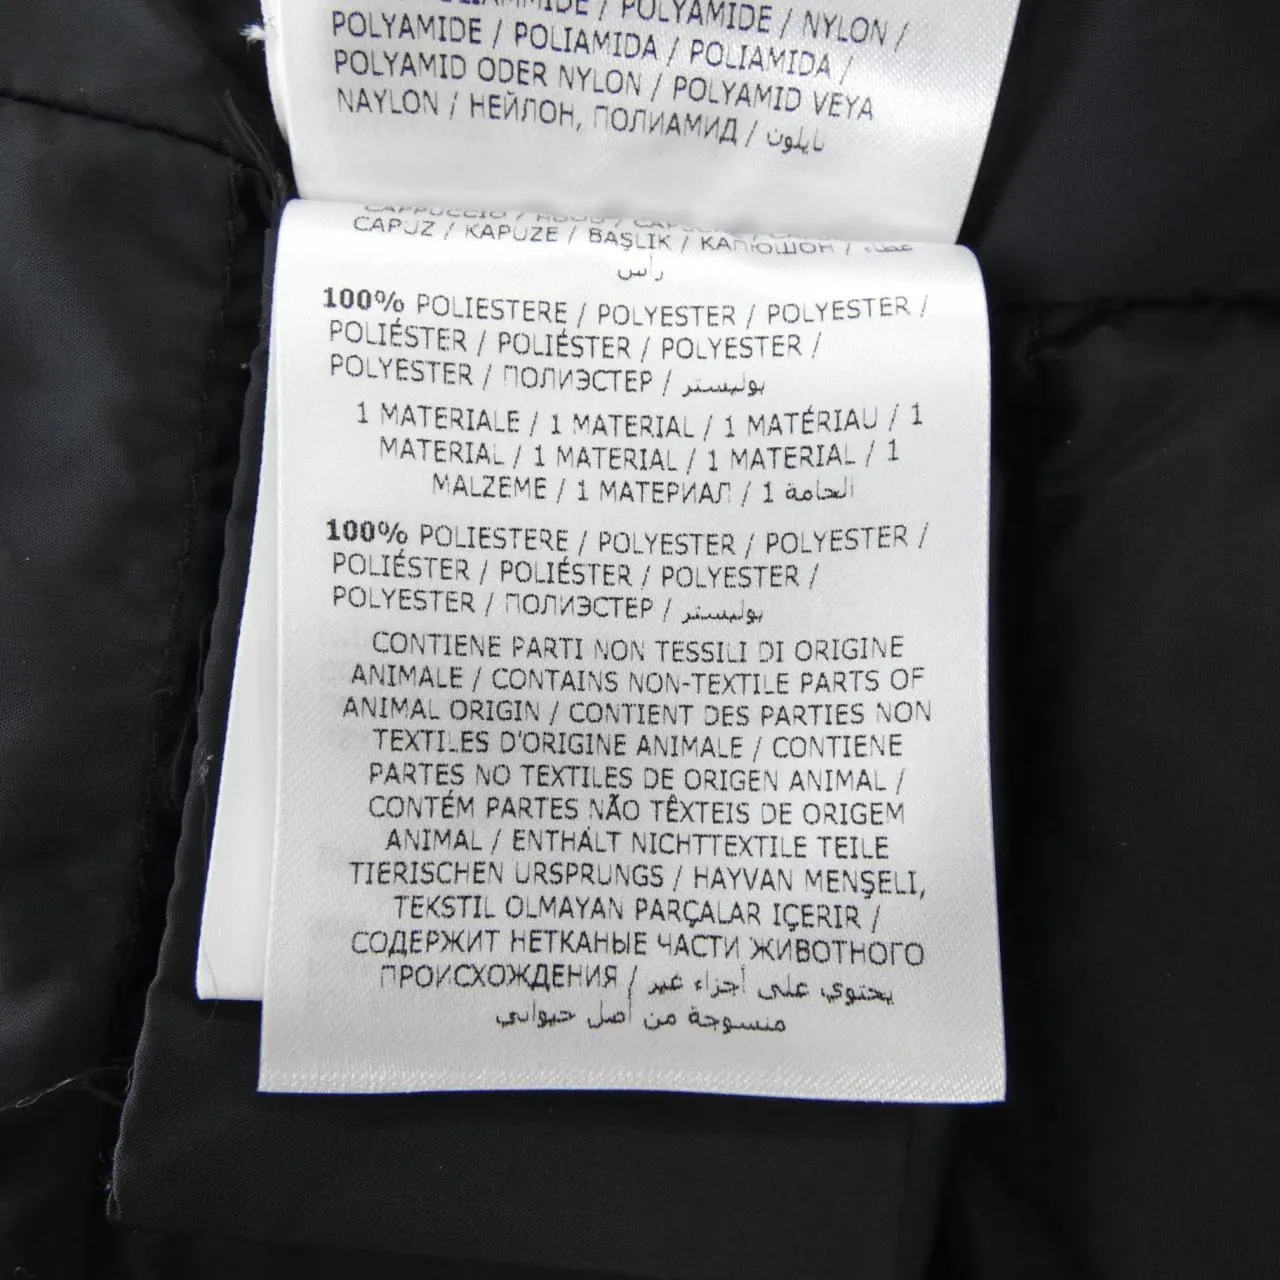 POLYAMIDE / NYLON /
POLYAMIDE / POLIAMIDA / POLIAMIDA /
POLYAMID ODER NYLON / POLYAMID VEYA
NAYLON / НЕЙЛОН, ПОЛИАМИД / نايلون
CAPPUCCIO / HOOD /
CAPUZ / KAPUZE / BAŞLIK / КАПЮШОН / غطاء
رأس
100% POLIESTERE / POLYESTER / POLYESTER /
POLIÉSTER / POLIÉSTER / POLYESTER /
POLYESTER / ПОЛИЭСТЕР / بوليستر
1 MATERIALE / 1 MATERIAL / 1 MATÉRIAU / 1
MATERIAL / 1 MATERIAL / 1 MATERIAL / 1
MALZEME / 1 МАТЕРИАЛ / 1 الخامة
100% POLIESTERE / POLYESTER / POLYESTER /
POLIÉSTER / POLIÉSTER / POLYESTER /
POLYESTER / ПОЛИЭСТЕР / بوليستر
CONTIENE PARTI NON TESSILI DI ORIGINE
ANIMALE / CONTAINS NON-TEXTILE PARTS OF
ANIMAL ORIGIN / CONTIENT DES PARTIES NON
TEXTILES D'ORIGINE ANIMALE / CONTIENE
PARTES NO TEXTILES DE ORIGEN ANIMAL /
CONTÉM PARTES NÃO TÊXTEIS DE ORIGEM
ANIMAL / ENTHÄLT NICHTTEXTILE TEILE
TIERISCHEN URSPRUNGS / HAYVAN MENŞELI,
TEKSTIL OLMAYAN PARÇALAR IÇERIR /
СОДЕРЖИТ НЕТКАНЫЕ ЧАСТИ ЖИВОТНОГО
ПРОИСХОЖДЕНИЯ / يحتوي على أجزاء غير
منسوجة من أصل حيواني